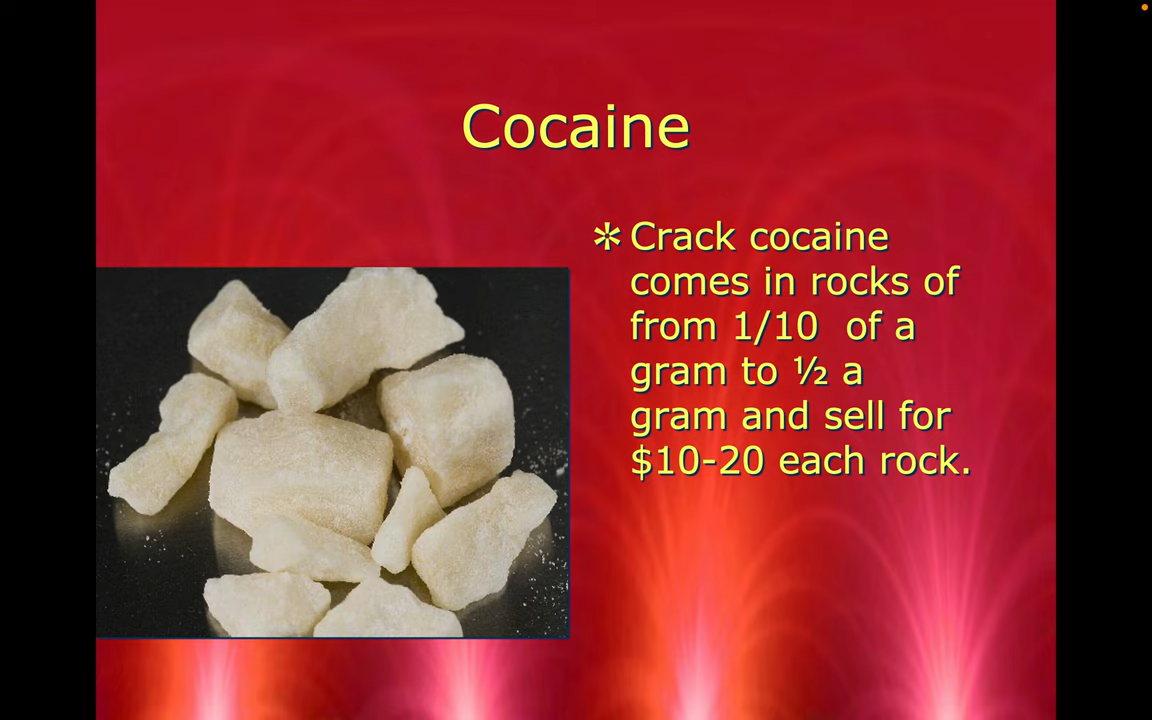 Cocaine
✲ Crack cocaine
comes in rocks of
from 1/10  of a
gram to ½ a
gram and sell for
$10-20 each rock.